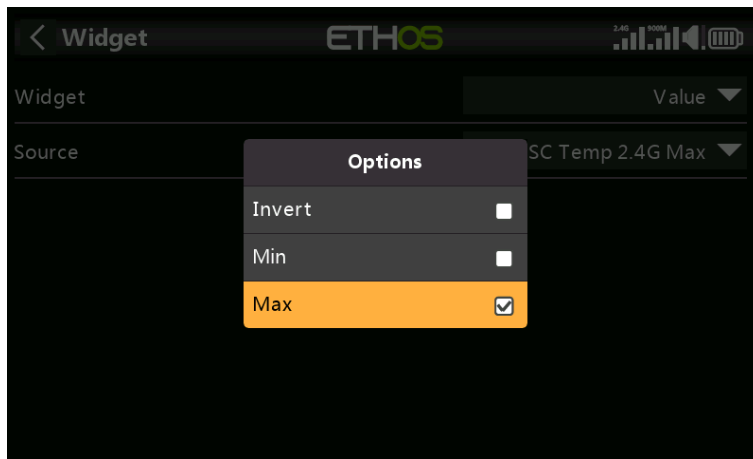 Widget
ETHOS
2.4G
900M
Widget
Value
Source
SC Temp 2.4G Max
Options
Invert
Min
Max